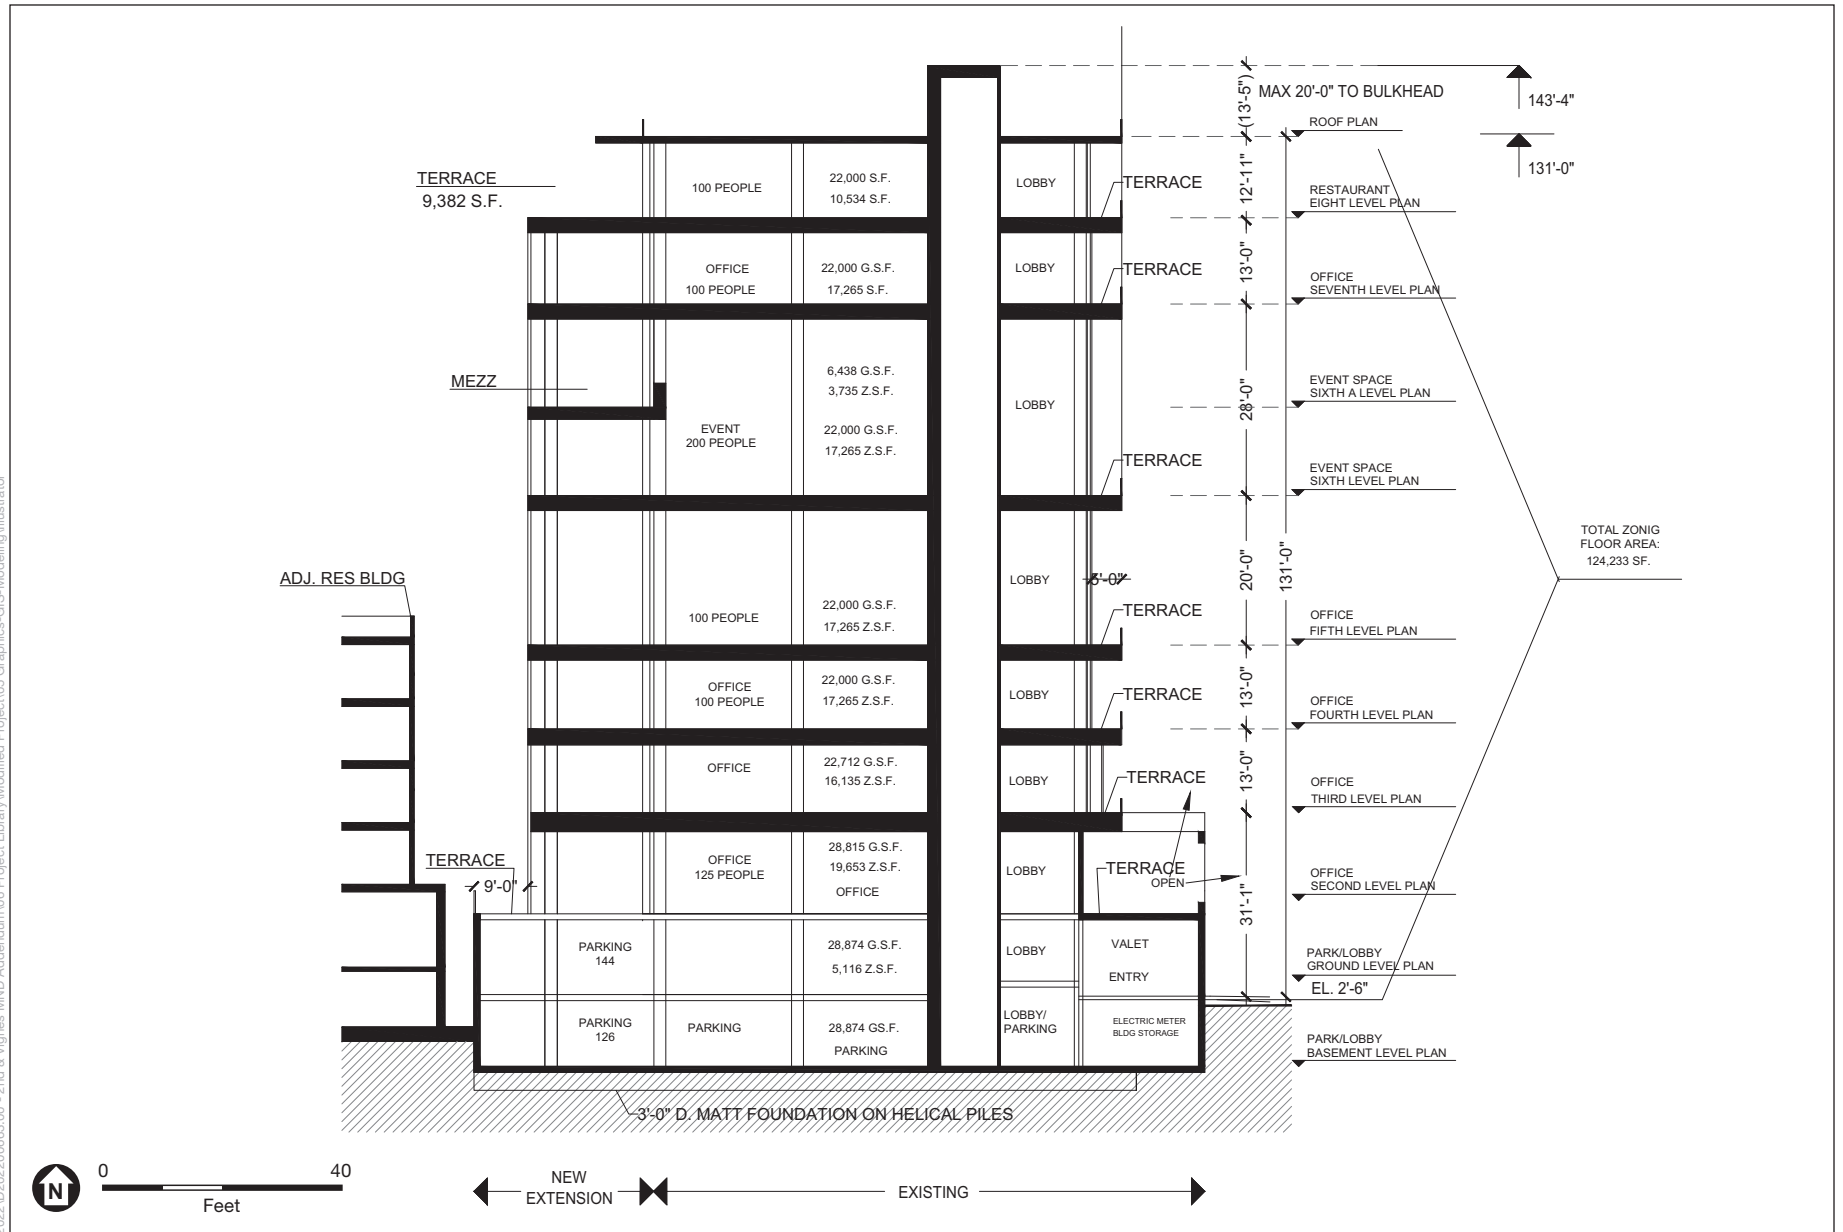 MAX 20'-0" TO BULKHEAD
(13'-5")
143'-4"
ROOF PLAN
131'-0"
TERRACE
9,382 S.F.
100 PEOPLE
22,000 S.F.
10,534 S.F.
LOBBY
TERRACE
12'-11"
RESTAURANT
EIGHT LEVEL PLAN
OFFICE
100 PEOPLE
22,000 G.S.F.
17,265 S.F.
LOBBY
TERRACE
13'-0"
OFFICE
SEVENTH LEVEL PLAN
MEZZ
6,438 G.S.F.
3,735 Z.S.F.
EVENT
200 PEOPLE
22,000 G.S.F.
17,265 Z.S.F.
LOBBY
TERRACE
28'-0"
EVENT SPACE
SIXTH A LEVEL PLAN
EVENT SPACE
SIXTH LEVEL PLAN
TOTAL ZONIG
FLOOR AREA:
124,233 SF.
ADJ. RES BLDG
100 PEOPLE
22,000 G.S.F.
17,265 Z.S.F.
LOBBY
5'-0"
TERRACE
20'-0"
131'-0"
OFFICE
FIFTH LEVEL PLAN
OFFICE
100 PEOPLE
22,000 G.S.F.
17,265 Z.S.F.
LOBBY
TERRACE
13'-0"
OFFICE
FOURTH LEVEL PLAN
OFFICE
22,712 G.S.F.
16,135 Z.S.F.
LOBBY
TERRACE
13'-0"
OFFICE
THIRD LEVEL PLAN
TERRACE
9'-0"
OFFICE
125 PEOPLE
28,815 G.S.F.
19,653 Z.S.F.
OFFICE
LOBBY
TERRACE
OPEN
31'-1"
OFFICE
SECOND LEVEL PLAN
PARKING
144
28,874 G.S.F.
5,116 Z.S.F.
LOBBY
VALET
ENTRY
PARK/LOBBY
GROUND LEVEL PLAN
EL. 2'-6"
PARKING
126
PARKING
28,874 GS.F.
PARKING
LOBBY/
PARKING
ELECTRIC METER
BLDG STORAGE
PARK/LOBBY
BASEMENT LEVEL PLAN
3'-0" D. MATT FOUNDATION ON HELICAL PILES
N
0 40
Feet
NEW
EXTENSION
EXISTING